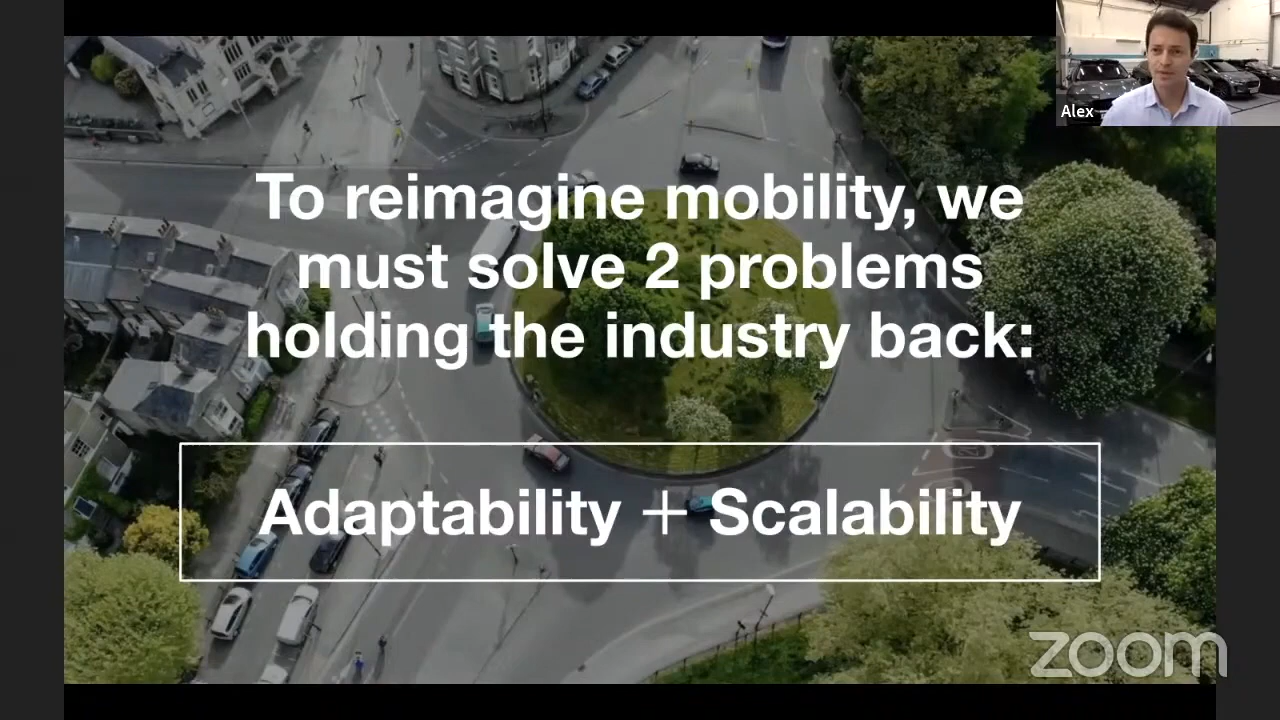 Alex
To reimagine mobility, we
must solve 2 problems
holding the industry back:
Adaptability + Scalability
zoom